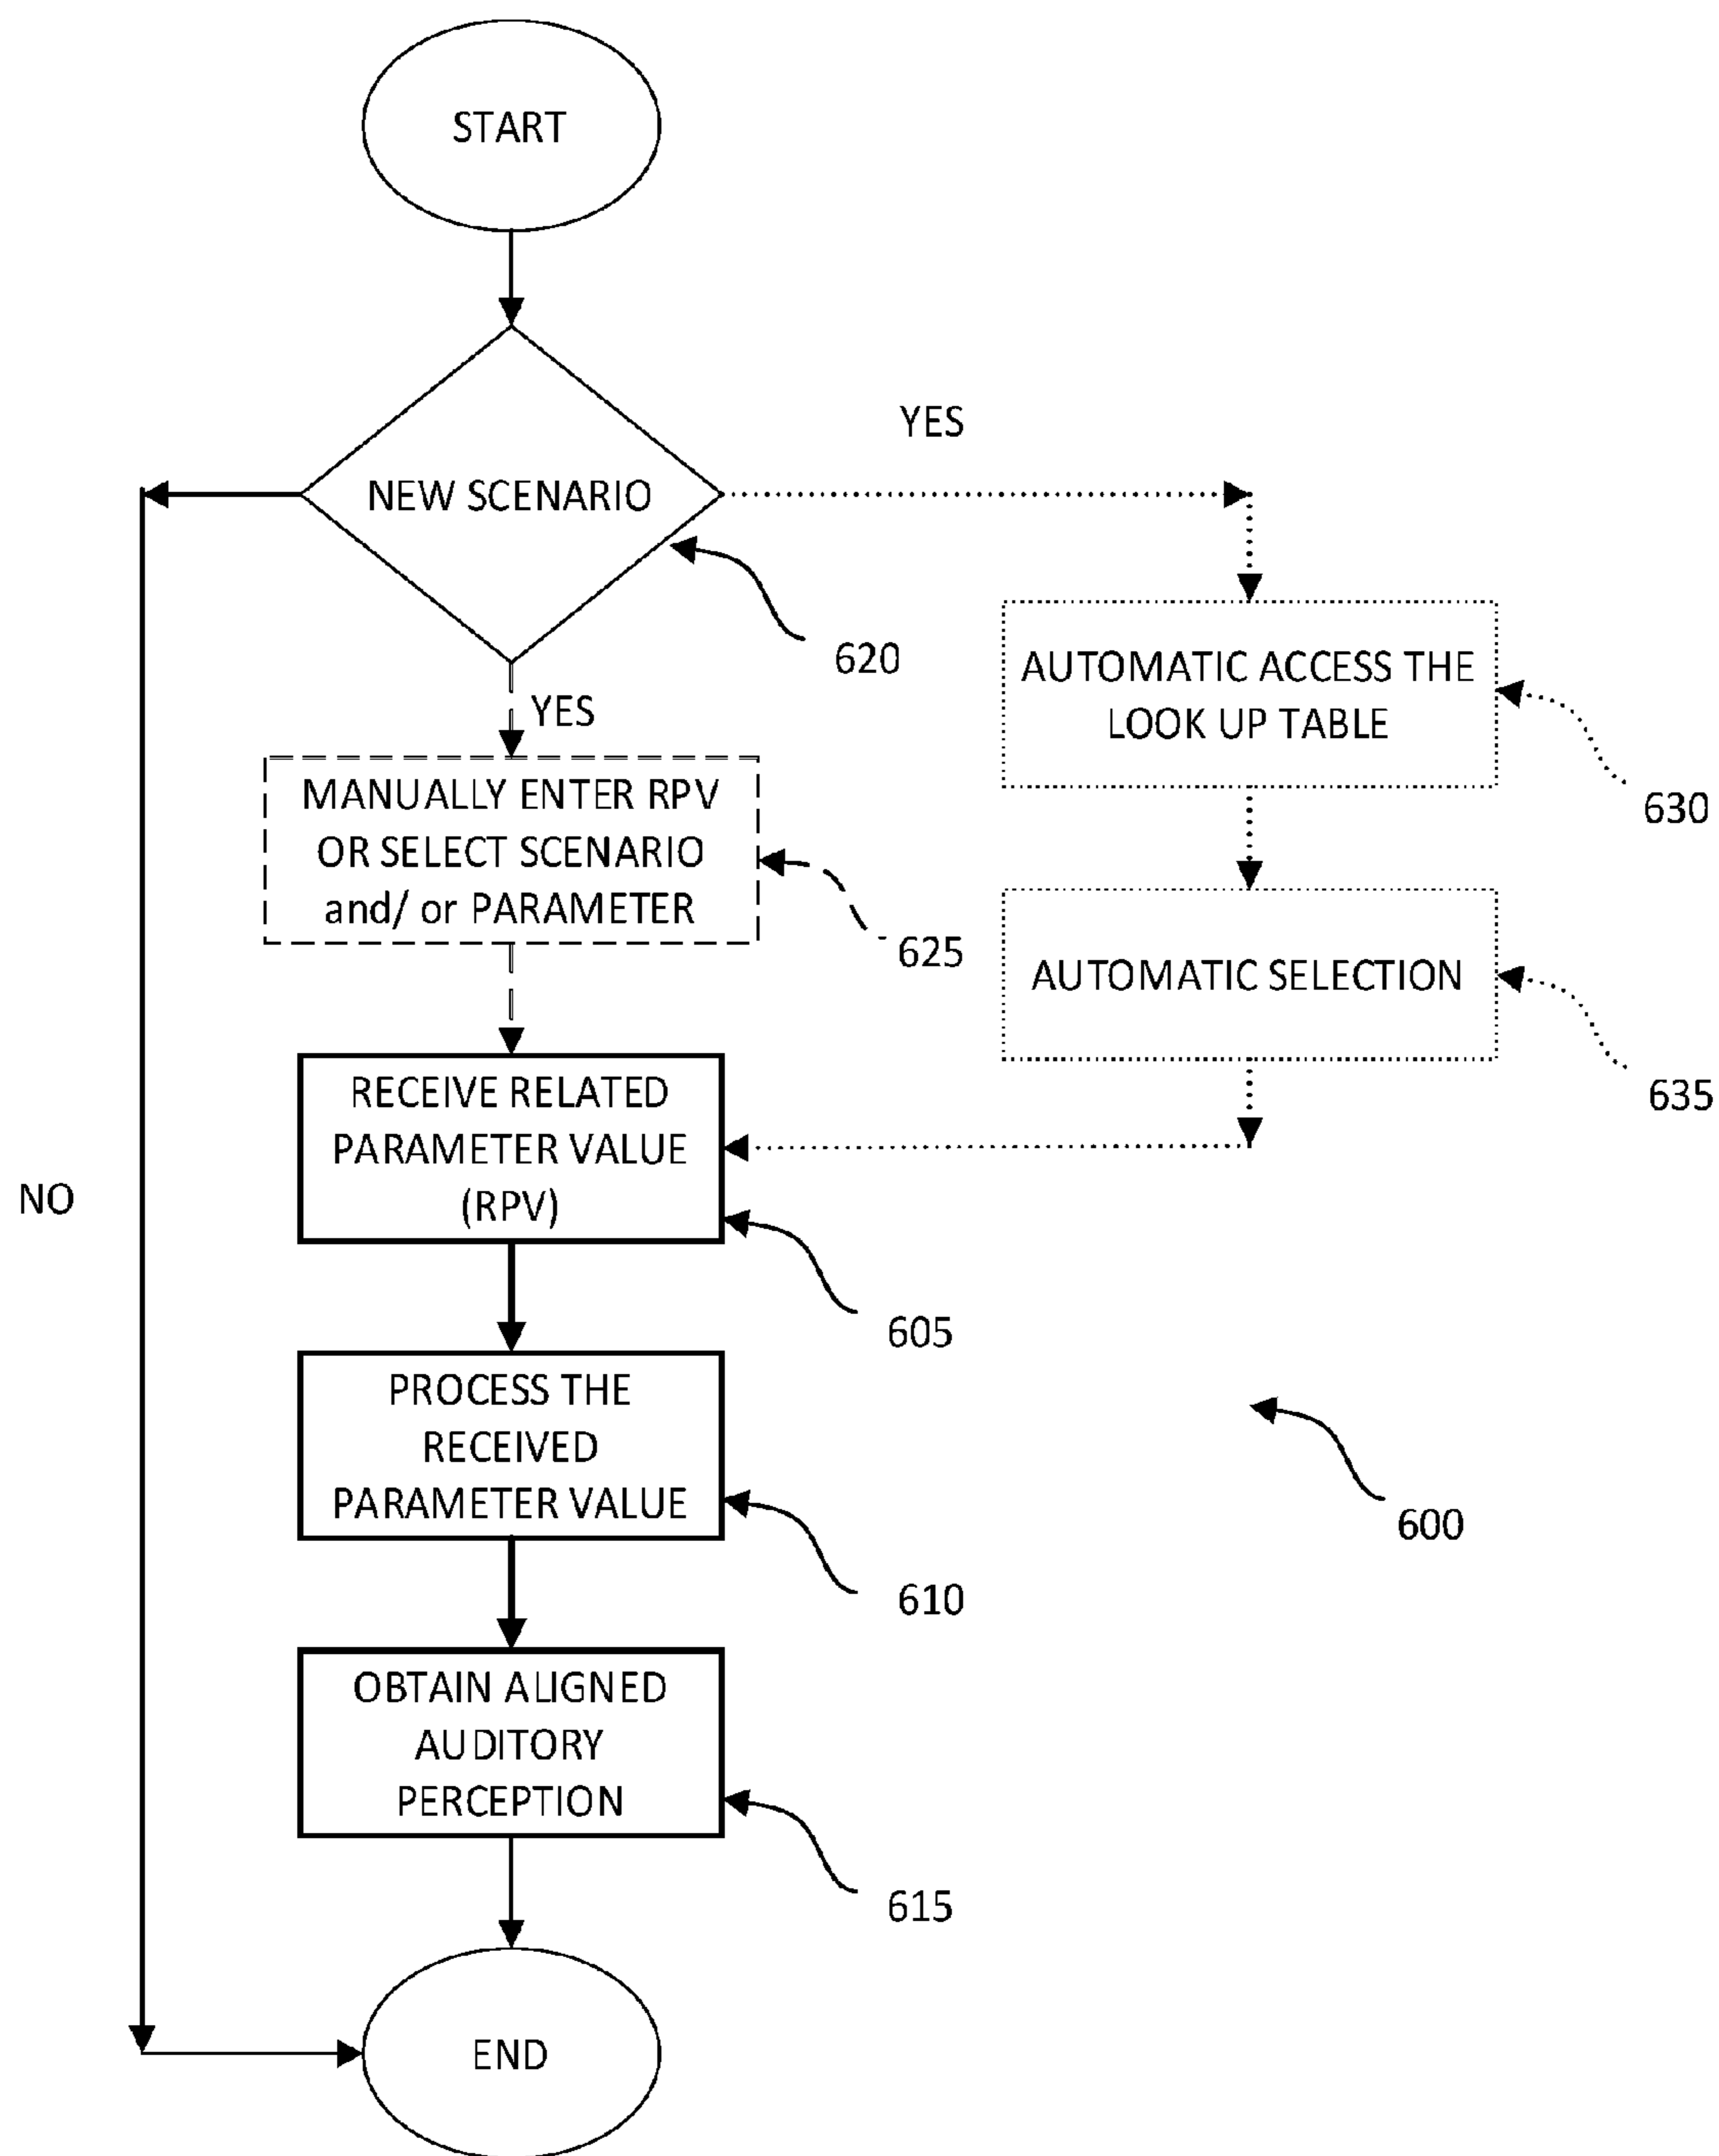 START
YES
NEW SCENARIO
620
YES
AUTOMATIC ACCESS THE
LOOK UP TABLE
630
MANUALLY ENTER RPV
OR SELECT SCENARIO
and/ or PARAMETER
625
AUTOMATIC SELECTION
635
RECEIVE RELATED
PARAMETER VALUE
(RPV)
NO
605
PROCESS THE
RECEIVED
PARAMETER VALUE
600
610
OBTAIN ALIGNED
AUDITORY
PERCEPTION
615
END